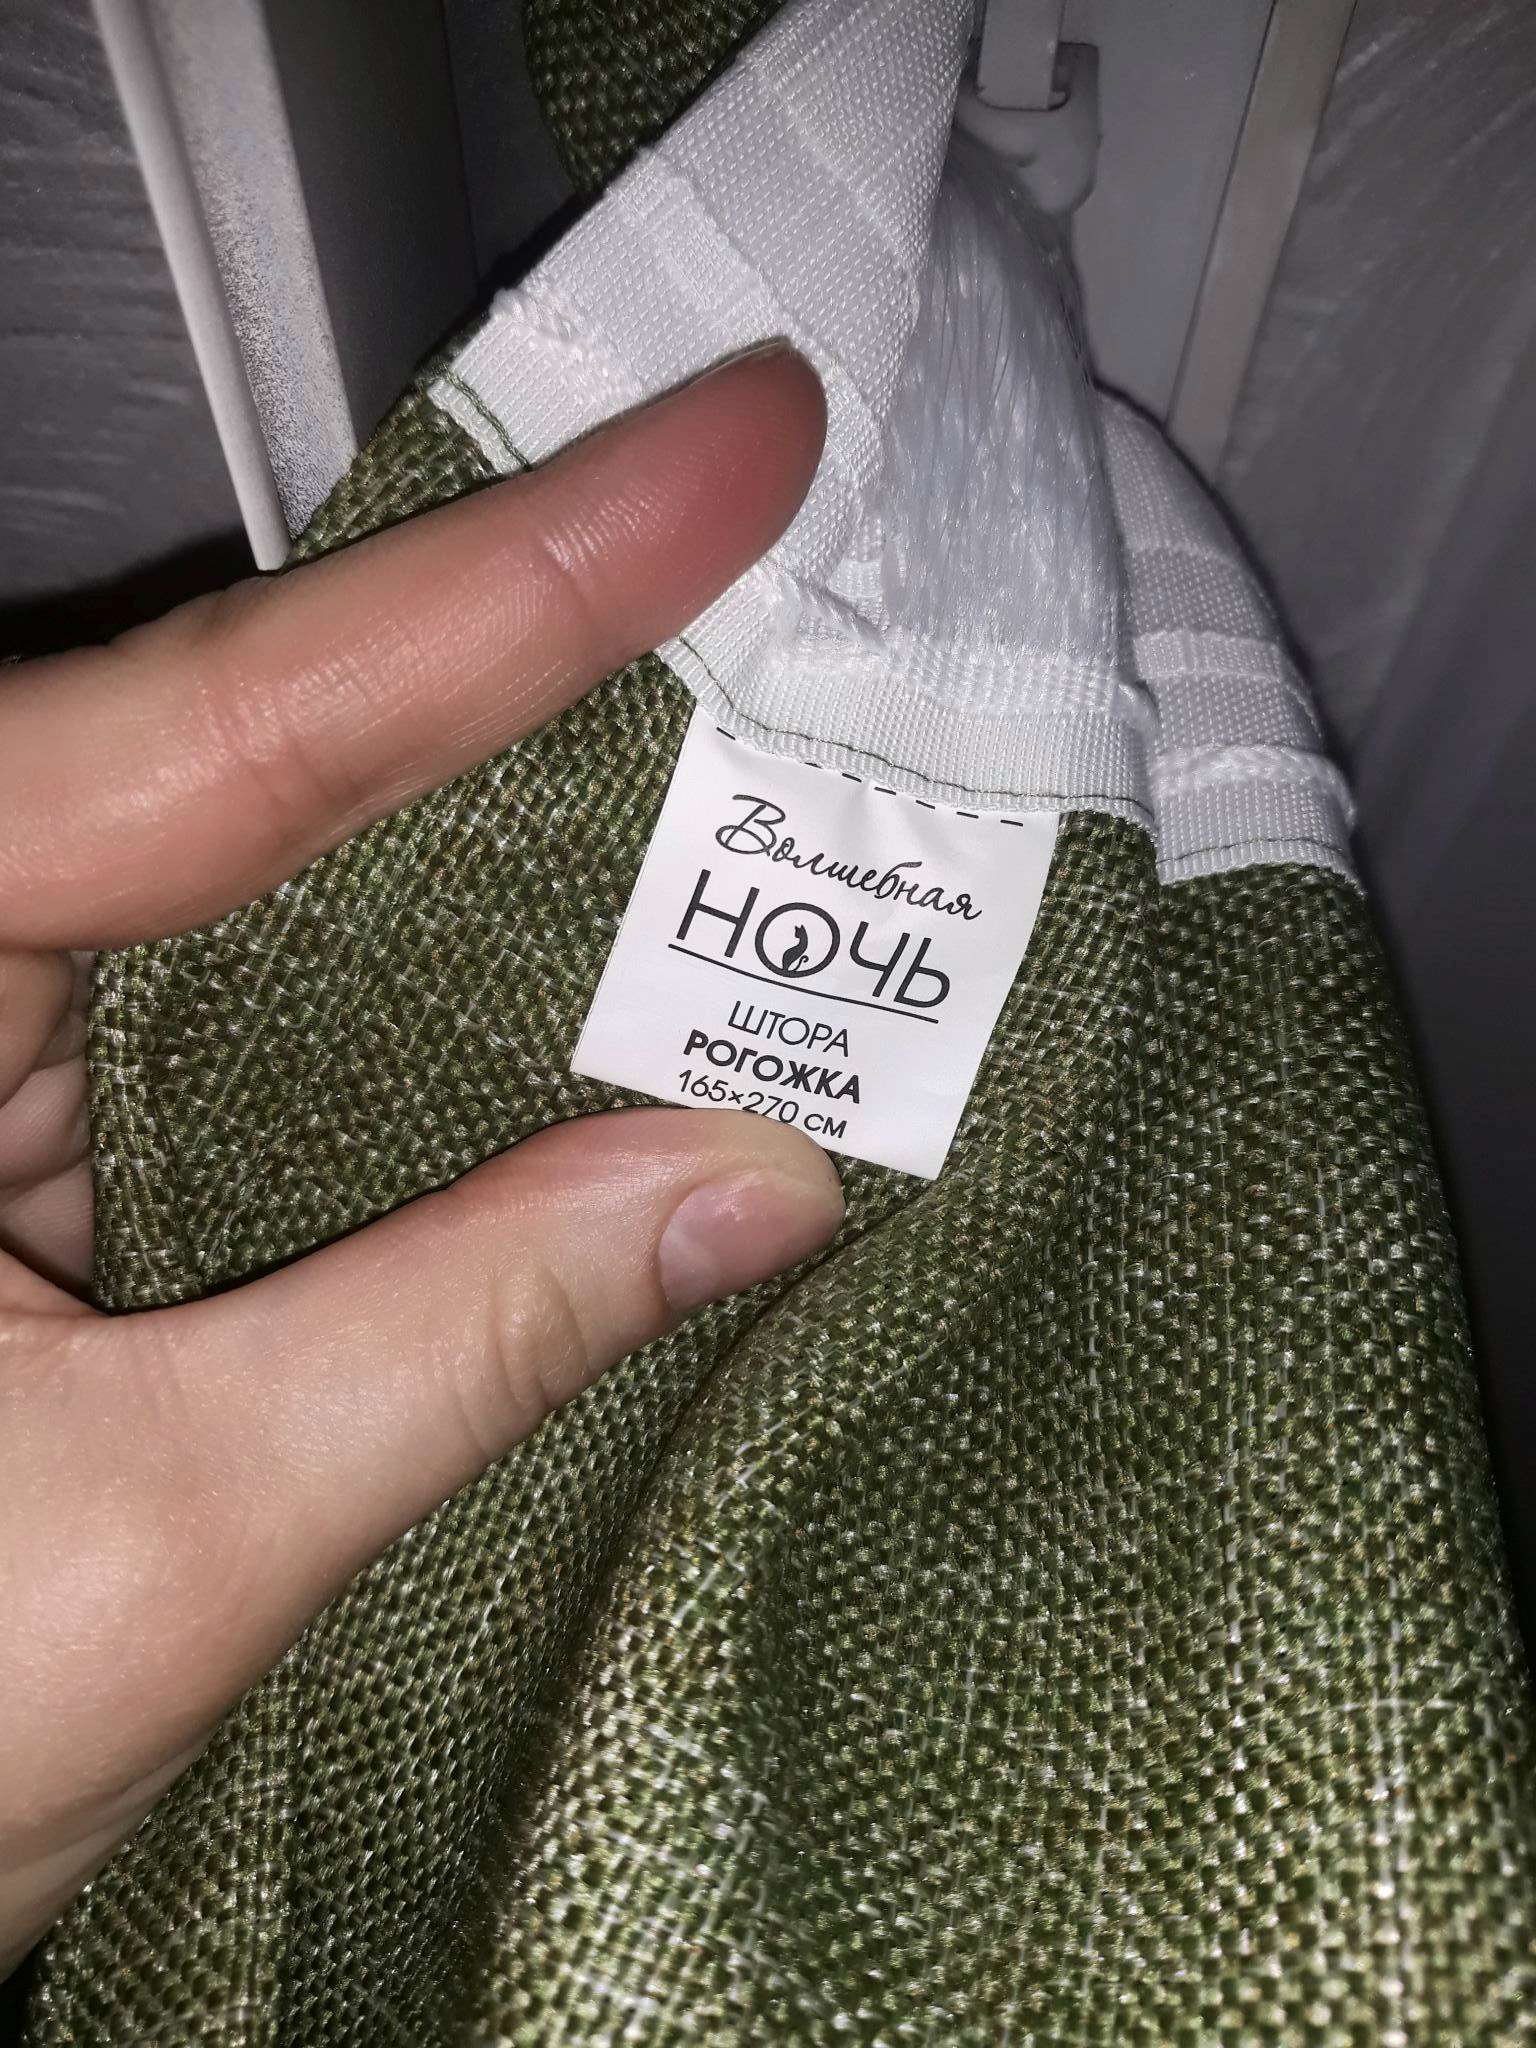 Волшебная
НОЧЬ
ШТОРА
РОГОЖКА
165×270 см